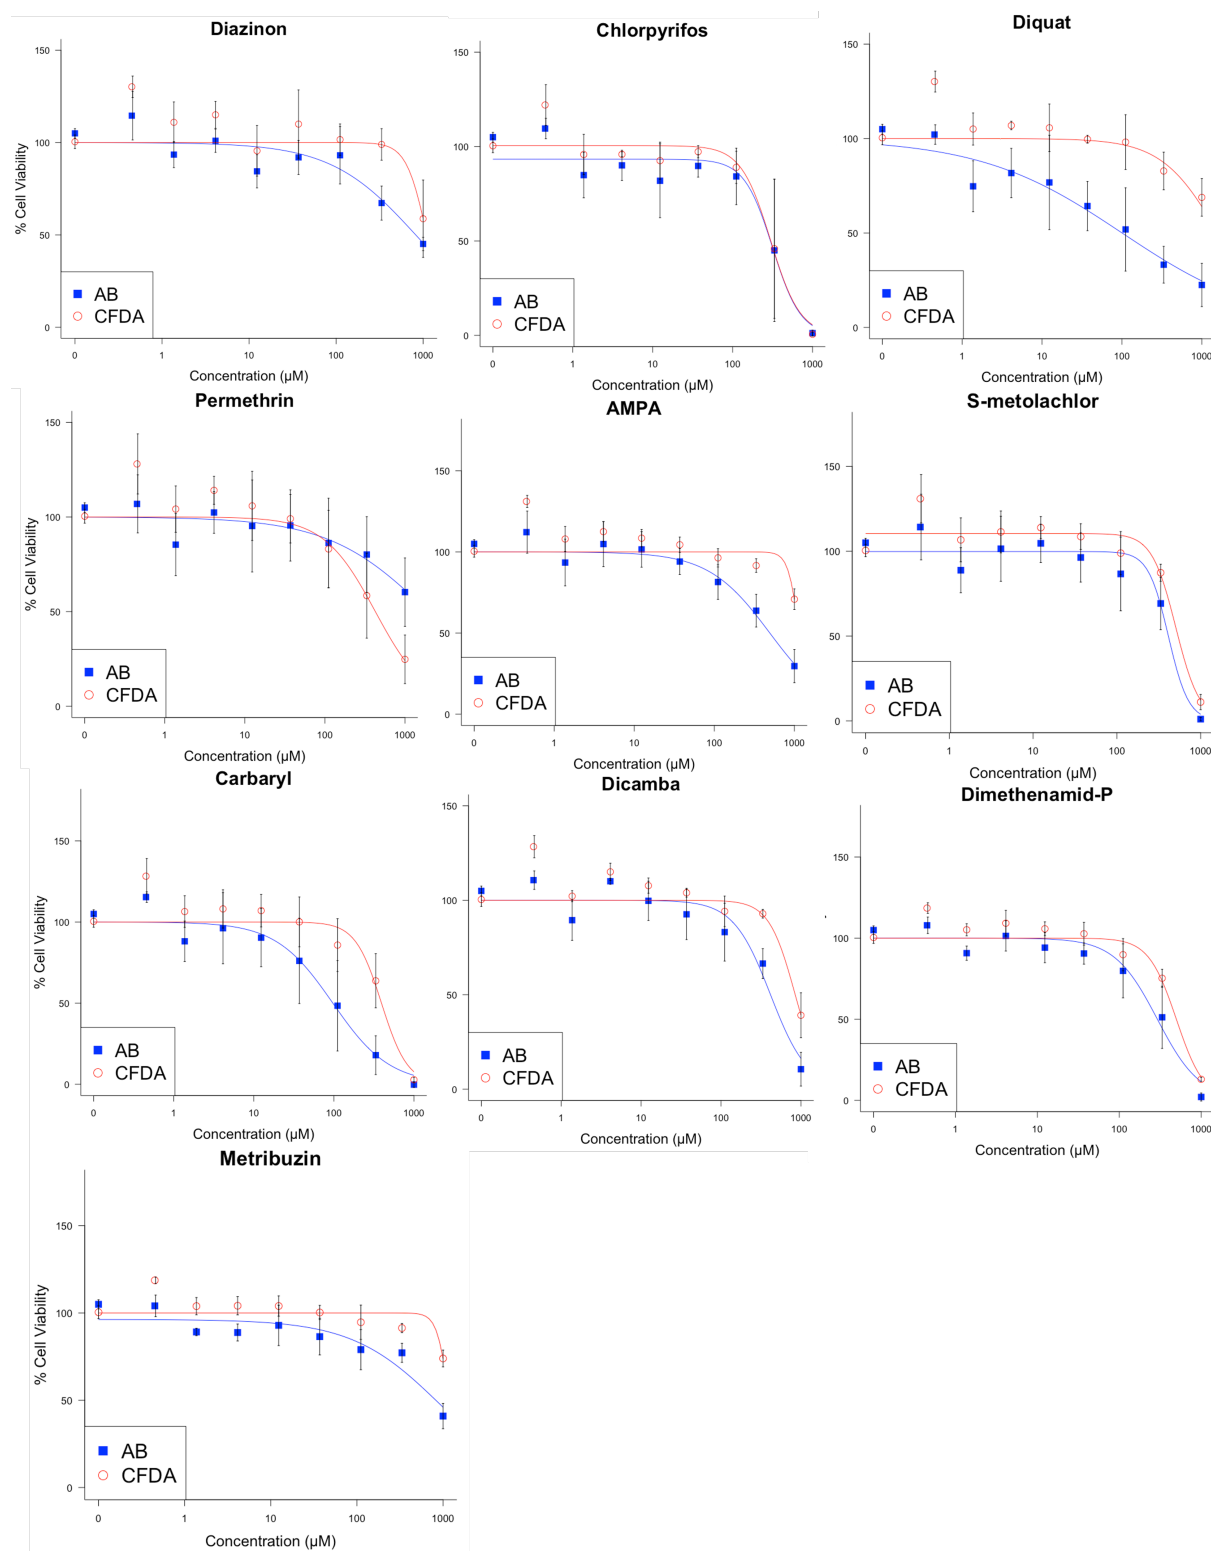 Diazinon
150
100
50
0
% Cell Viability
AB
CFDA
0 1 10 100 1000
Concentration (µM)
Chlorpyrifos
150
100
50
0
AB
CFDA
0 1 10 100 1000
Concentration (µM)
Diquat
150
100
50
0
AB
CFDA
0 1 10 100 1000
Concentration (µM)
Permethrin
150
100
50
0
% Cell Viability
AB
CFDA
0 1 10 100 1000
Concentration (µM)
AMPA
150
100
50
0
AB
CFDA
0 1 10 100 1000
Concentration (µM)
S-metolachlor
150
100
50
0
AB
CFDA
0 1 10 100 1000
Concentration (µM)
Carbaryl
150
100
50
0
% Cell Viability
AB
CFDA
0 1 10 100 1000
Concentration (µM)
Dicamba
150
100
50
0
AB
CFDA
0 1 10 100 1000
Concentration (µM)
Dimethenamid-P
150
100
50
0
AB
CFDA
0 1 10 100 1000
Concentration (µM)
Metribuzin
150
100
50
0
% Cell Viability
AB
CFDA
0 1 10 100 1000
Concentration (µM)